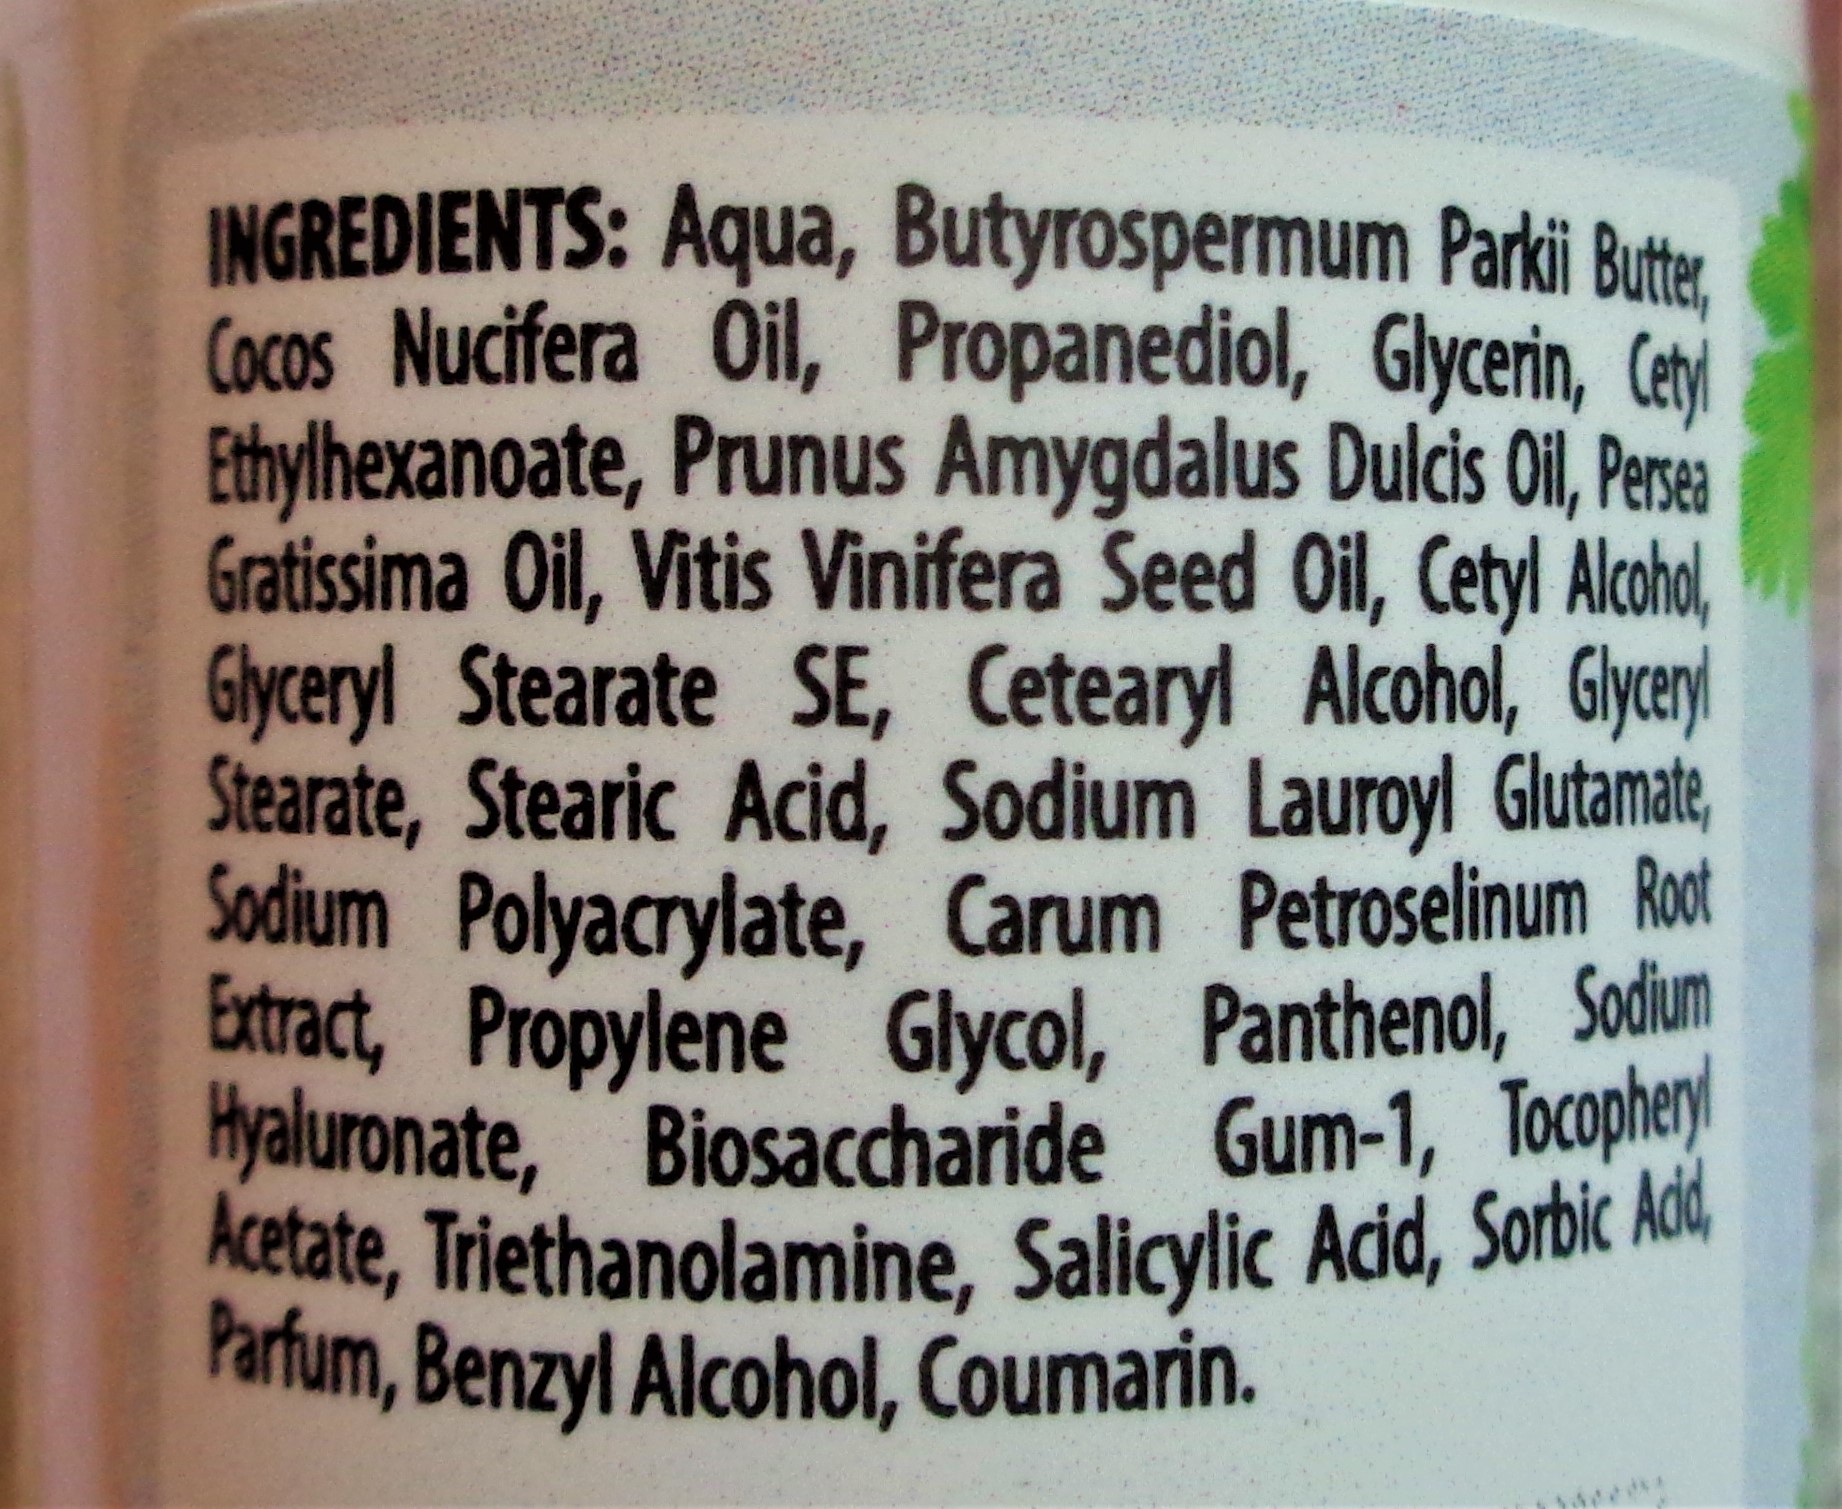 INGREDIENTS: Aqua, Butyrospermum Parkii Butter,
Cocos Nucifera Oil, Propanediol, Glycerin, Cetyl
Ethylhexanoate, Prunus Amygdalus Dulcis Oil, Persea
Gratissima Oil, Vitis Vinifera Seed Oil, Cetyl Alcohol,
Glyceryl Stearate SE, Cetearyl Alcohol, Glyceryl
Stearate, Stearic Acid, Sodium Lauroyl Glutamate,
Sodium Polyacrylate, Carum Petroselinum Root
Extract, Propylene Glycol, Panthenol, Sodium
Hyaluronate, Biosaccharide Gum-1, Tocopheryl
Acetate, Triethanolamine, Salicylic Acid, Sorbic Acid,
Parfum, Benzyl Alcohol, Coumarin.